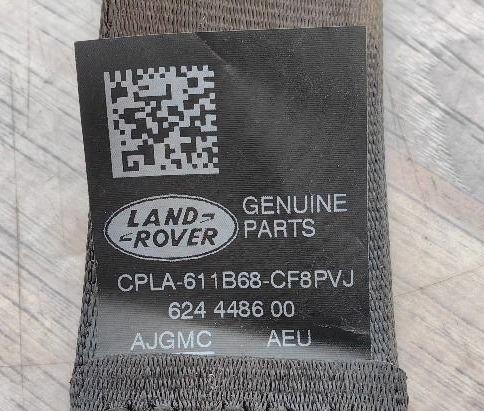 LAND-
-ROVER
GENUINE
PARTS
CPLA-611B68-CF8PVJ
624 4486 00
AJGMC AEU